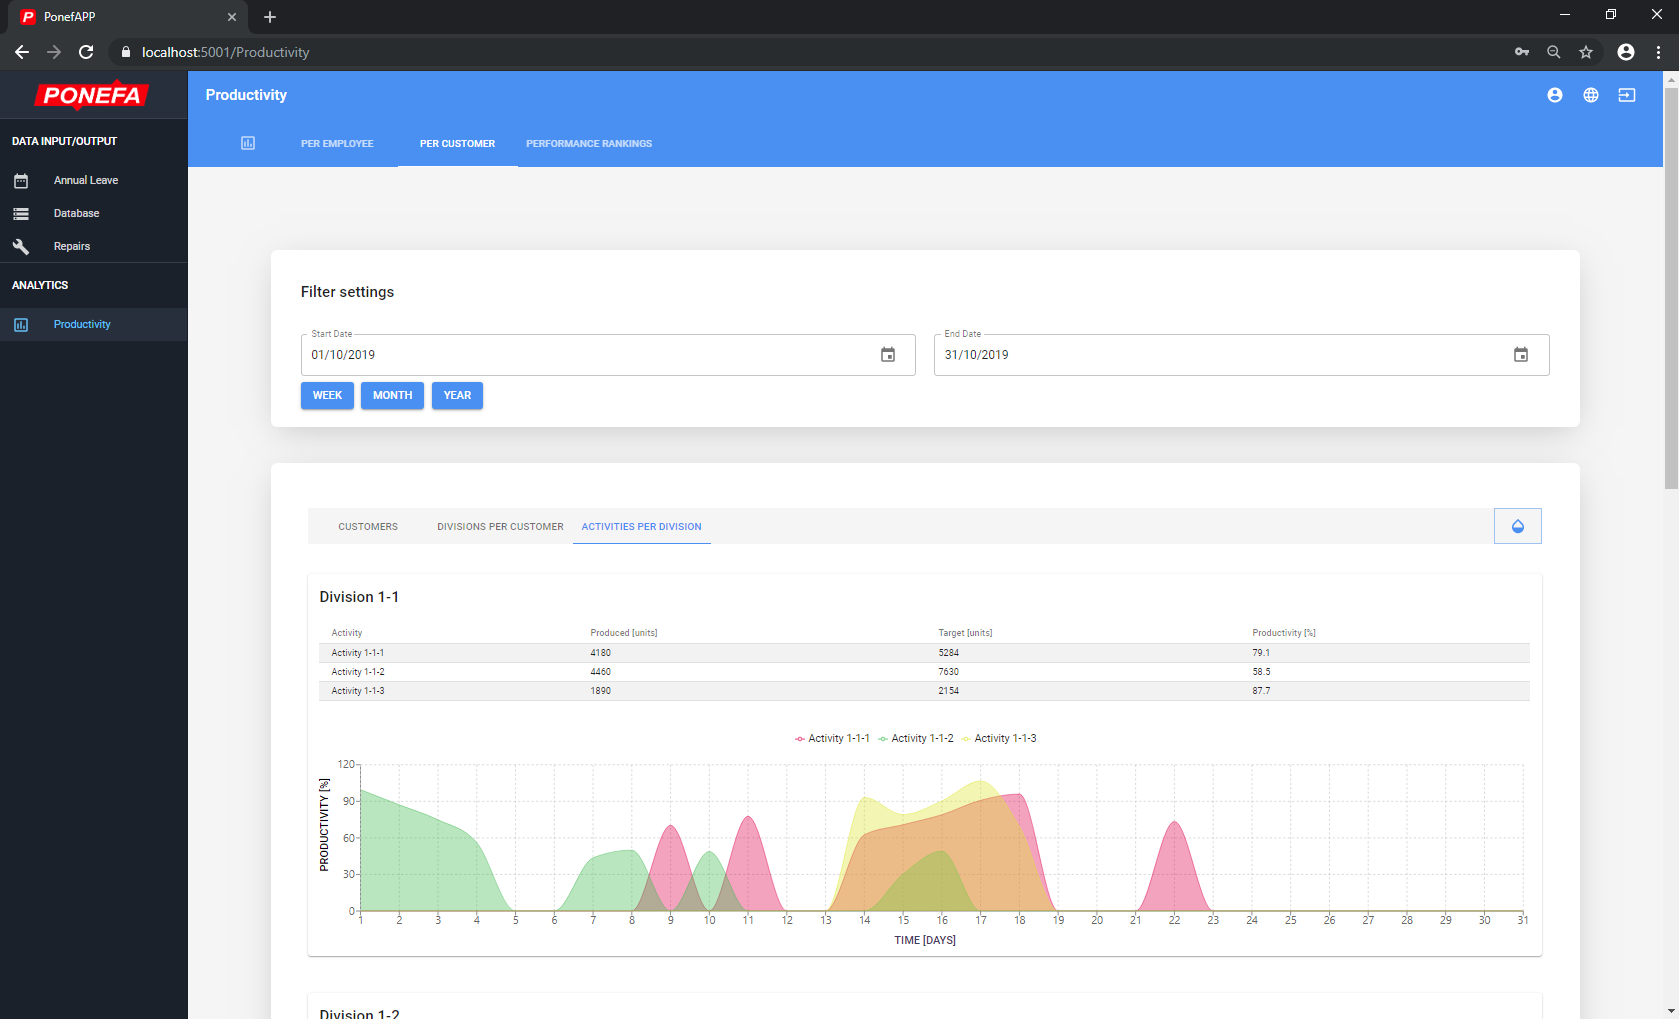 PonefAPP
localhost:5001/Productivity
PONEFA
Productivity
DATA INPUT/OUTPUT
PER EMPLOYEE PER CUSTOMER PERFORMANCE RANKINGS
Annual Leave
Database
Repairs
ANALYTICS
Productivity
Filter settings
Start Date End Date
01/10/2019 31/10/2019
WEEK MONTH YEAR
CUSTOMERS DIVISIONS PER CUSTOMER ACTIVITIES PER DIVISION
Division 1-1
Activity Produced [units] Target [units] Productivity [%]
Activity 1-1-1 4180 5284 79.1
Activity 1-1-2 4460 7630 58.5
Activity 1-1-3 1890 2154 87.7
Activity 1-1-1 Activity 1-1-2 Activity 1-1-3
PRODUCTIVITY [%]
120
90
60
30
0
1 2 3 4 5 6 7 8 9 10 11 12 13 14 15 16 17 18 19 20 21 22 23 24 25 26 27 28 29 30 31
TIME [DAYS]
Division 1-2